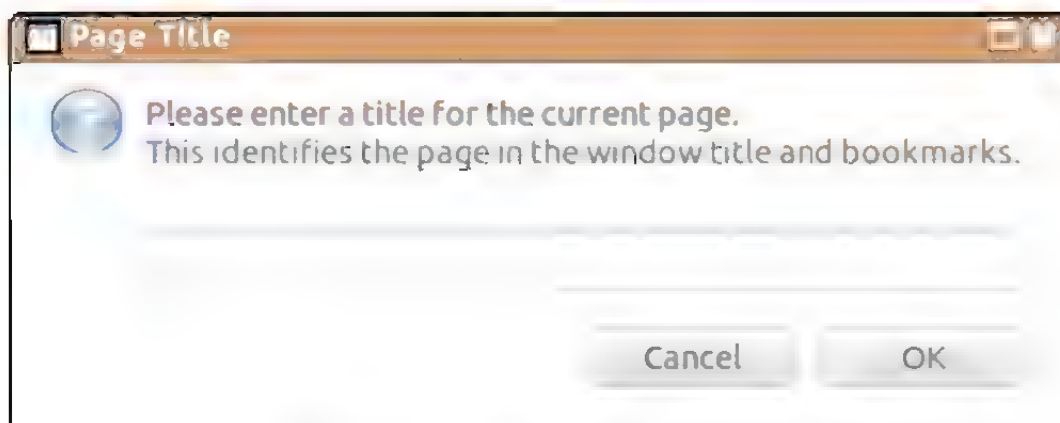 Page Title
Please enter a title for the current page.
This identifies the page in the window title and bookmarks.
Cancel
OK